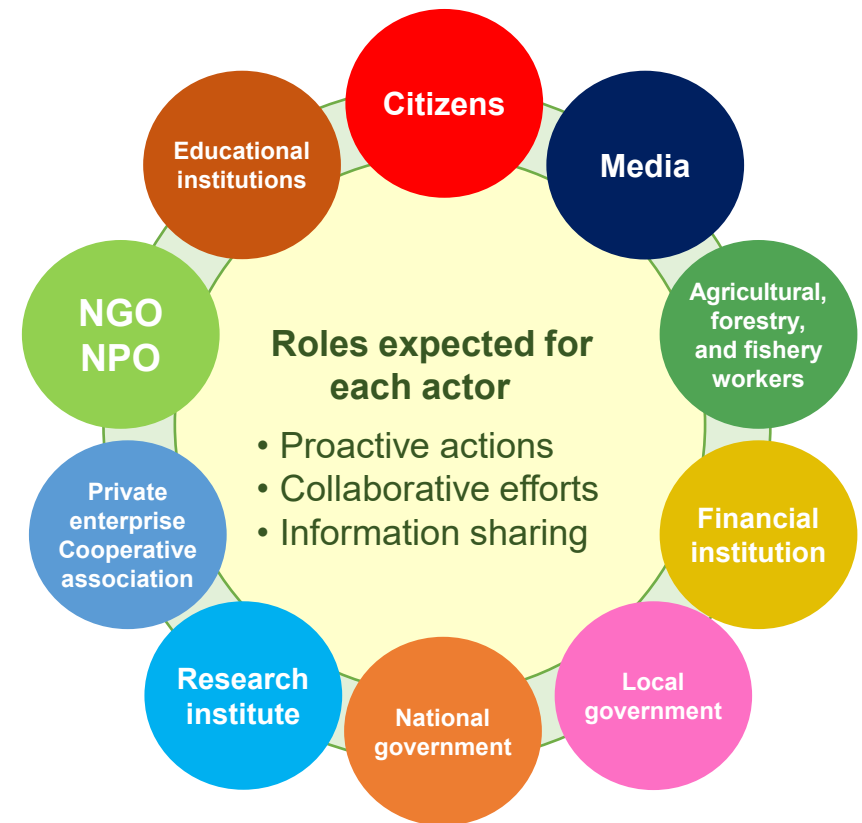 Citizens
Media
Agricultural,
forestry,
and fishery
workers
Financial
institution
Local
government
National
government
Research
institute
Private
enterprise
Cooperative
association
NGO
NPO
Educational
institutions
Roles expected for
each actor
• Proactive actions
• Collaborative efforts
• Information sharing